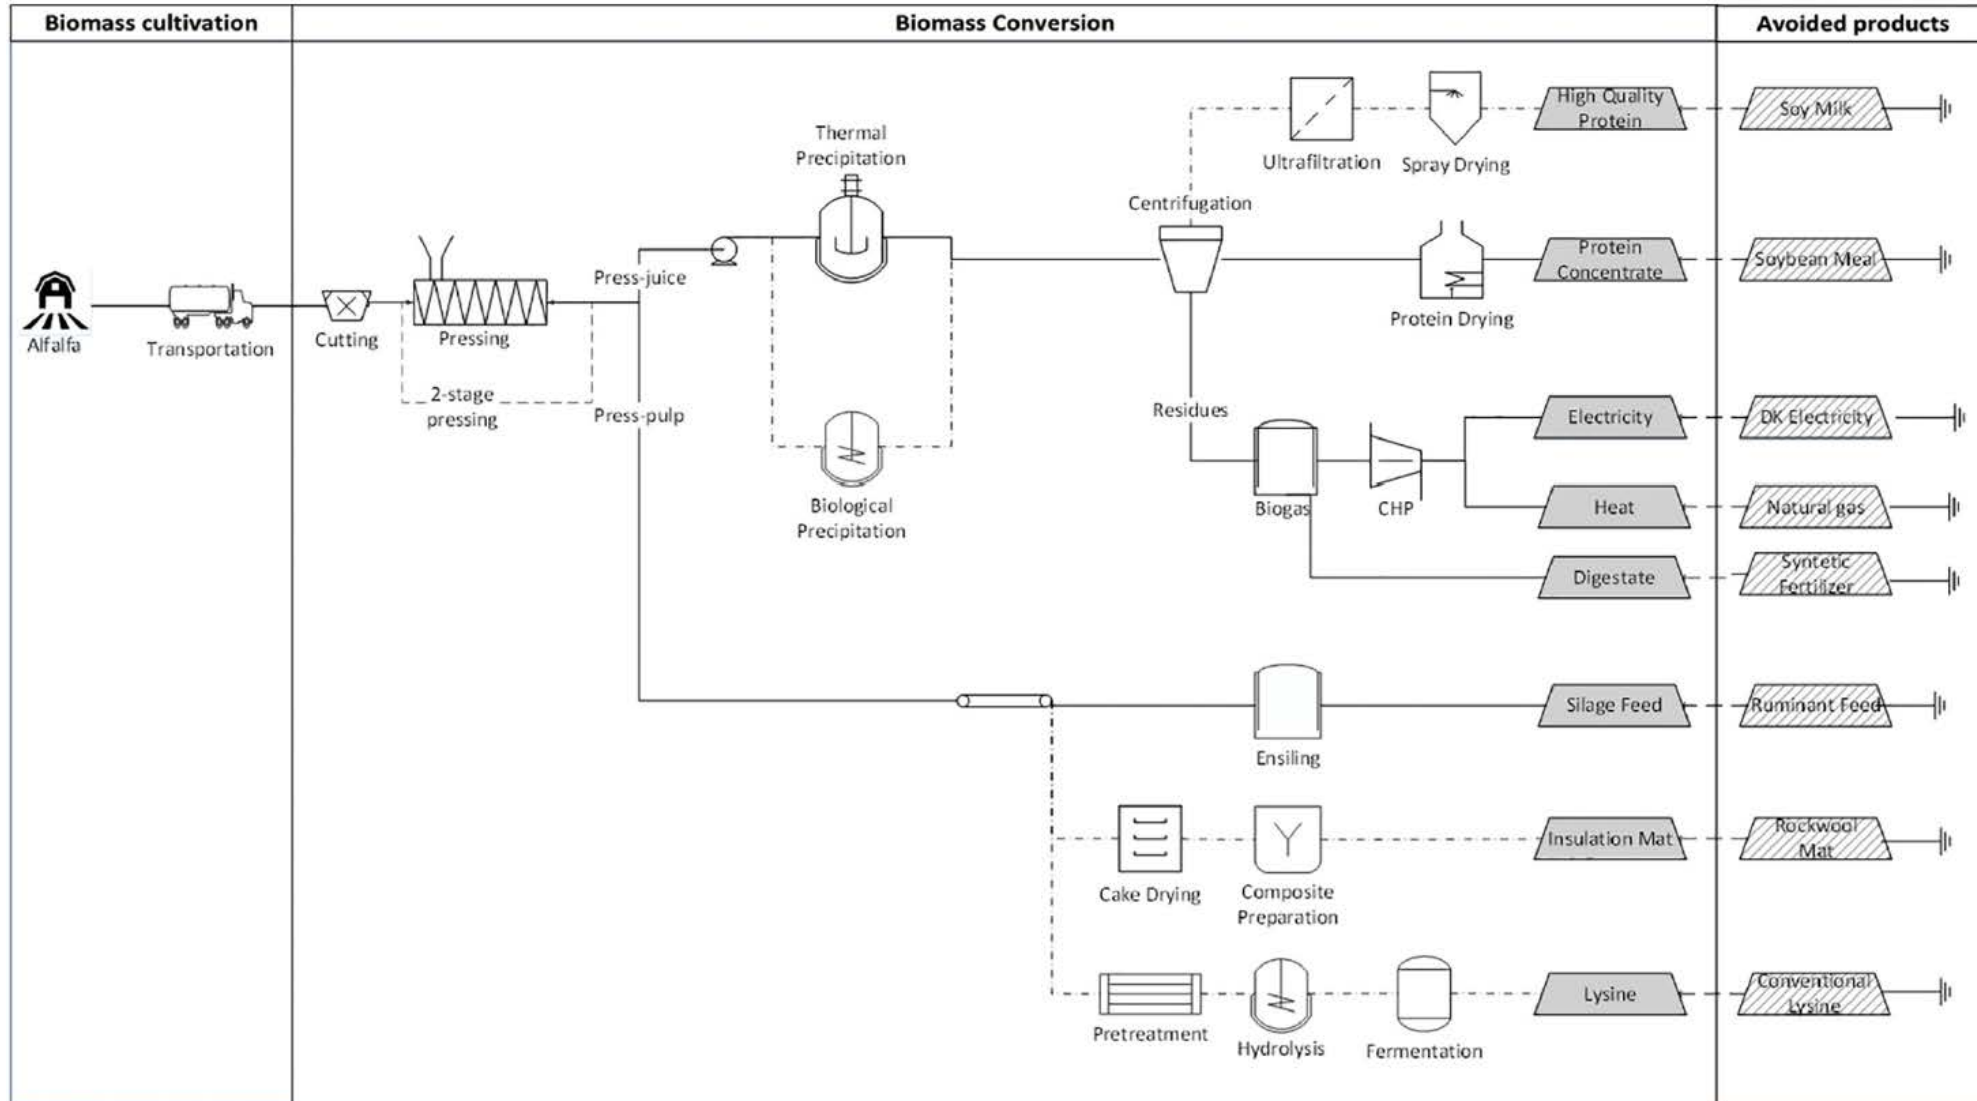 Biomass cultivation
Biomass Conversion
Avoided products
High Quality
Protein
Soy Milk
Thermal
Precipitation
Ultrafiltration
Spray Drying
Centrifugation
Protein
Concentrate
Soybean Meal
Press-juice
Protein Drying
Alfalfa
Transportation
Cutting
Pressing
2-stage
pressing
Press-pulp
Residues
Electricity
DK Electricity
Biological
Precipitation
Biogas
CHP
Heat
Natural gas
Digestate
Syntetic
Fertilizer
Silage Feed
Ruminant Feed
Ensiling
Insulation Mat
Rockwool
Mat
Cake Drying
Composite
Preparation
Lysine
Conventional
Lysine
Pretreatment
Hydrolysis
Fermentation